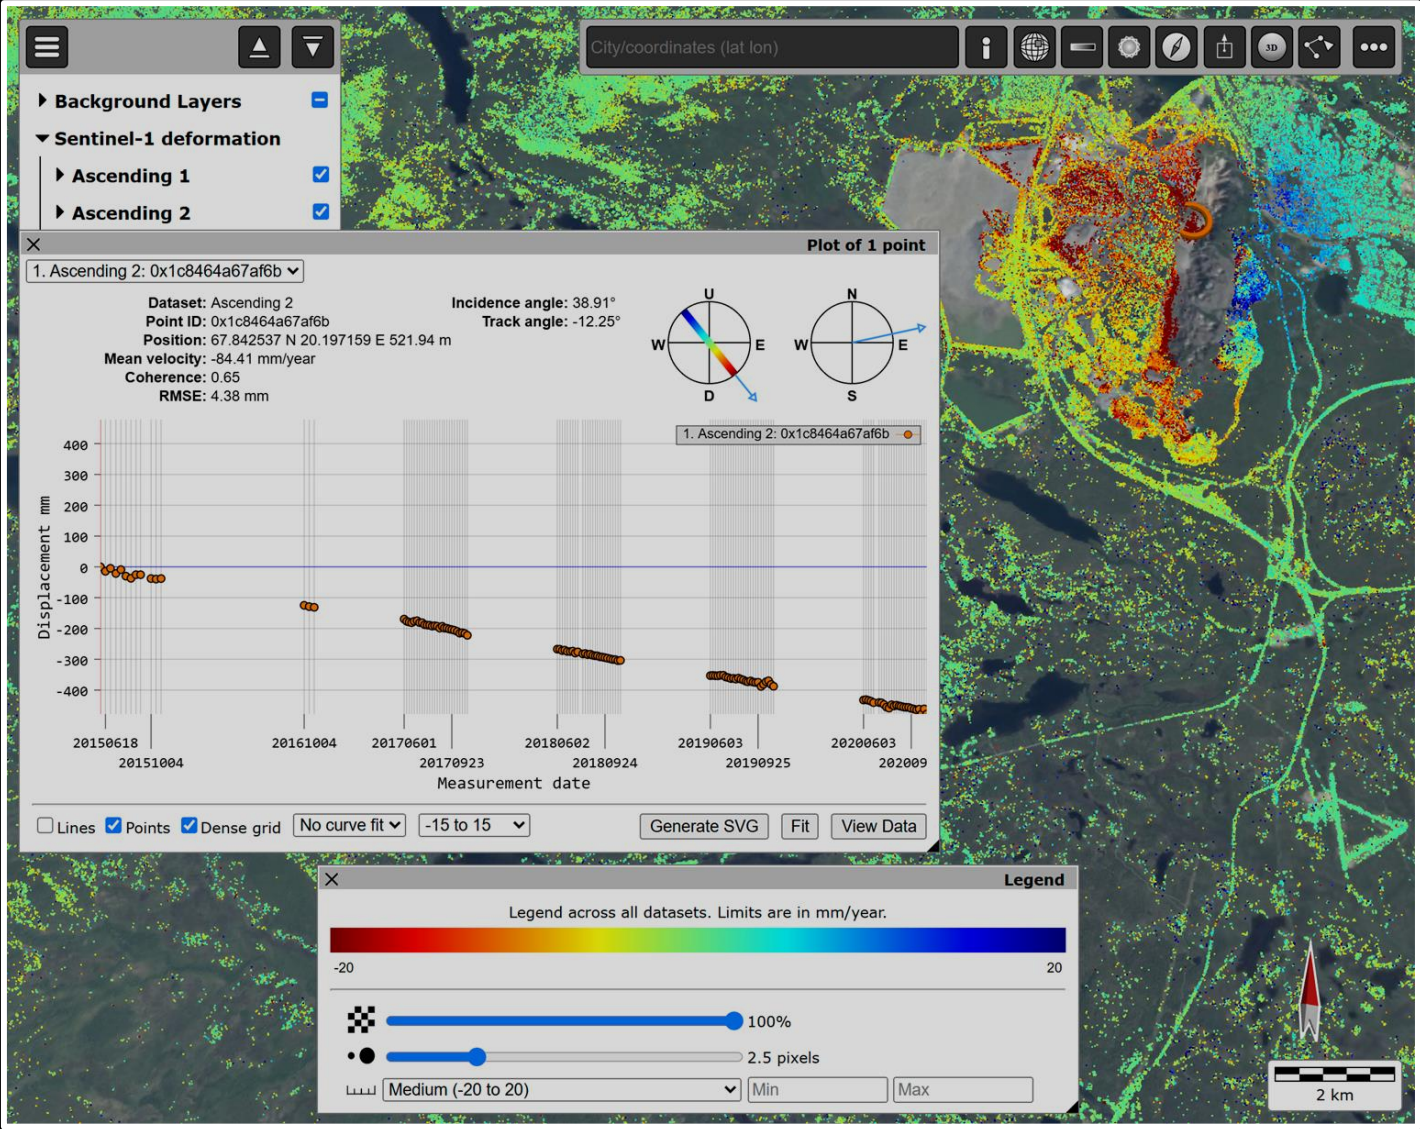 City/coordinates (lat lon)
i
3D
Background Layers
Sentinel-1 deformation
Ascending 1
Ascending 2
Plot of 1 point
1. Ascending 2: 0x1c8464a67af6b
Dataset: Ascending 2
Point ID: 0x1c8464a67af6b
Position: 67.842537 N 20.197159 E 521.94 m
Mean velocity: -84.41 mm/year
Coherence: 0.65
RMSE: 4.38 mm
Incidence angle: 38.91°
Track angle: -12.25°
U
W E
D
N
W E
S
1. Ascending 2: 0x1c8464a67af6b
Displacement mm
400
300
200
100
0
-100
-200
-300
-400
20150618 20161004 20170601 20180602 20190603 20200603
20151004 20170923 20180924 20190925 202009
Measurement date
Lines Points Dense grid No curve fit -15 to 15 Generate SVG Fit View Data
Legend
Legend across all datasets. Limits are in mm/year.
-20 20
100%
2.5 pixels
Medium (-20 to 20) Min Max
2 km